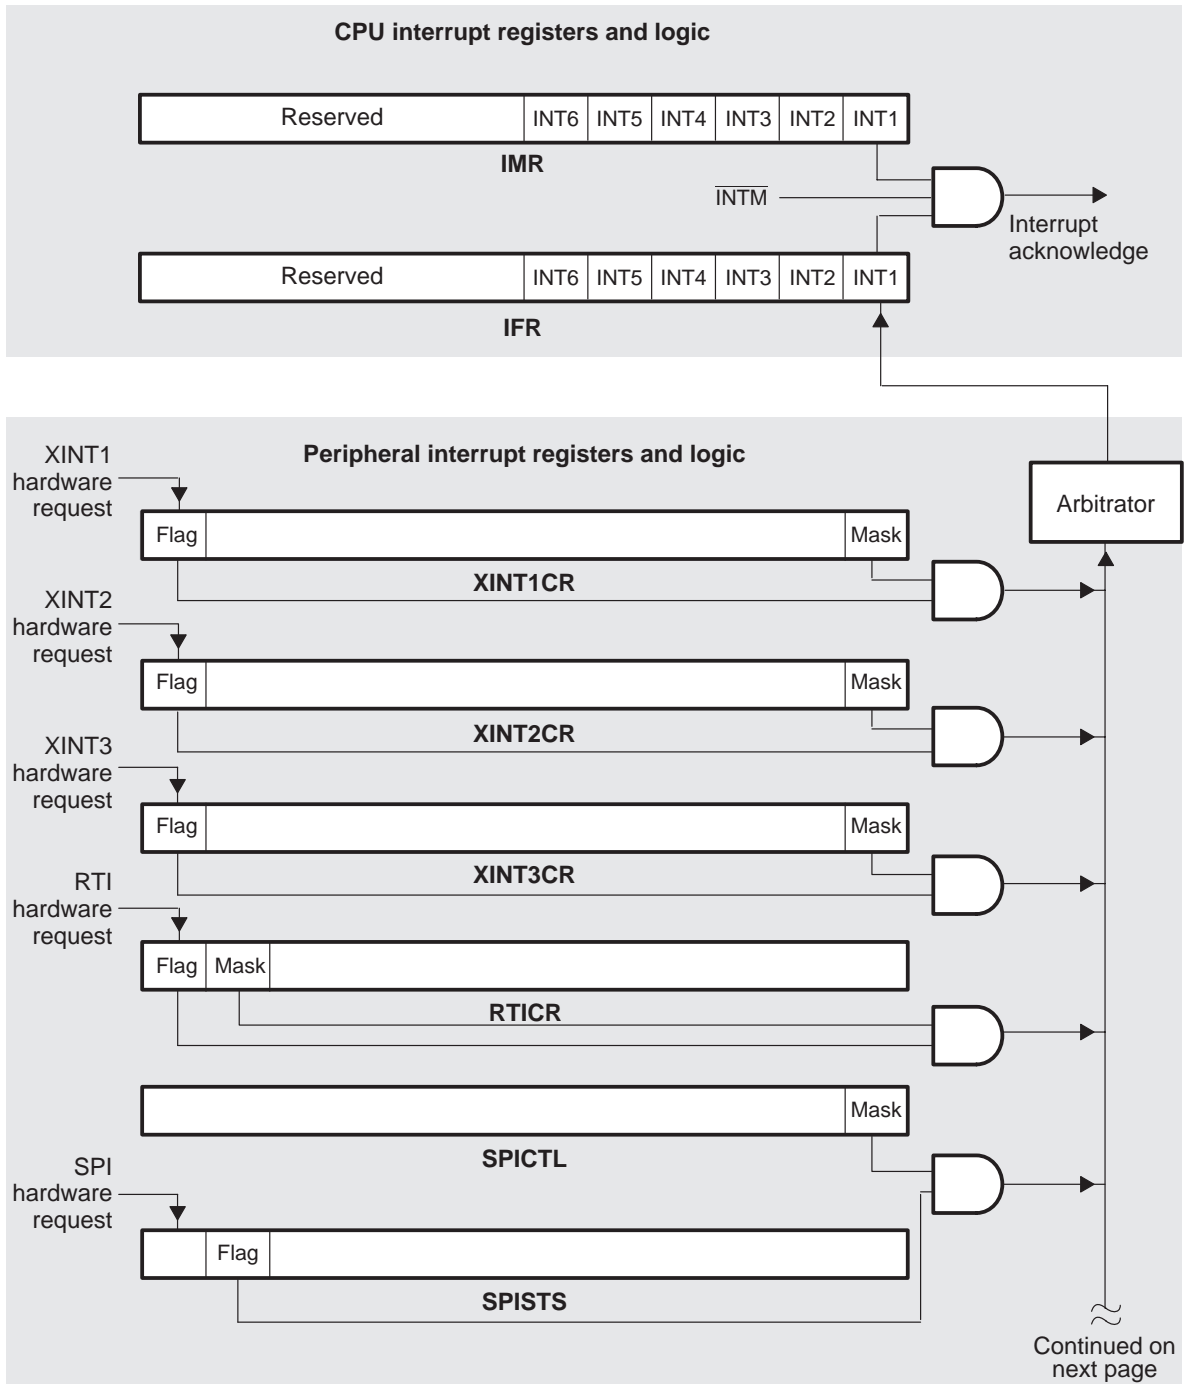 CPU interrupt registers and logic
Reserved INT6 INT5 INT4 INT3 INT2 INT1
IMR
INTM
Interrupt
acknowledge
Reserved INT6 INT5 INT4 INT3 INT2 INT1
IFR
Peripheral interrupt registers and logic
XINT1
hardware
request
Arbitrator
Flag Mask
XINT1CR
XINT2
hardware
request
Flag Mask
XINT2CR
XINT3
hardware
request
Flag Mask
XINT3CR
RTI
hardware
request
Flag Mask
RTICR
Mask
SPICTL
SPI
hardware
request
Flag
SPISTS
Continued on
next page